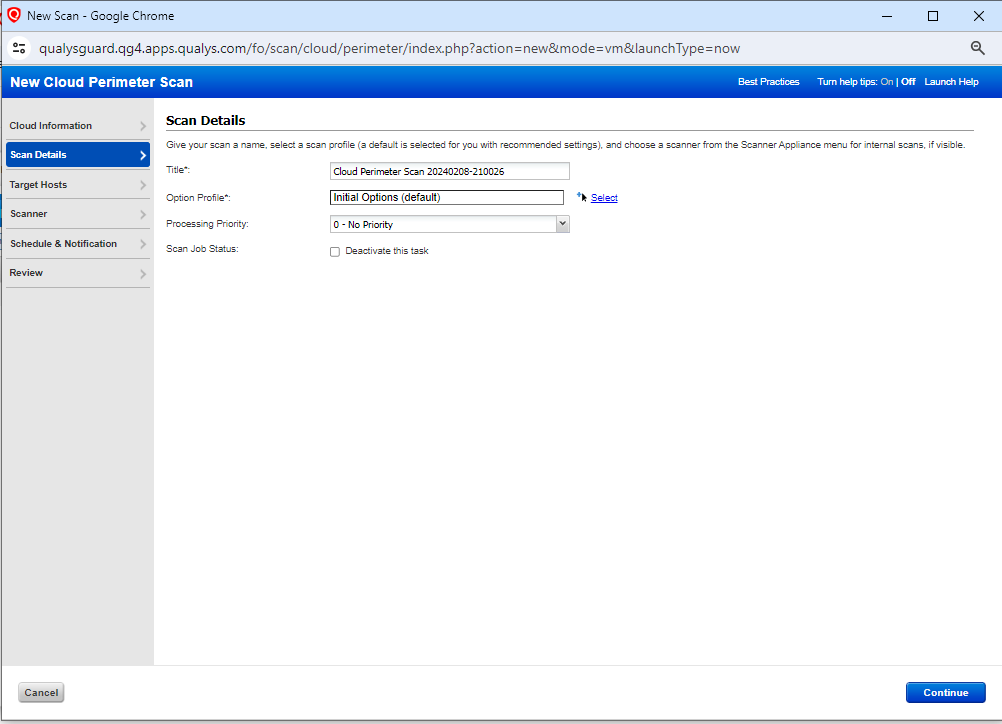 New Scan - Google Chrome
qualysguard.qg4.apps.qualys.com/fo/scan/cloud/perimeter/index.php?action=new&mode=vm&launchType=now
New Cloud Perimeter Scan
Best Practices Turn help tips: On | Off Launch Help
Cloud Information
Scan Details
Target Hosts
Scanner
Schedule & Notification
Review
Scan Details
Give your scan a name, select a scan profile (a default is selected for you with recommended settings), and choose a scanner from the Scanner Appliance menu for internal scans, if visible.
Title*: Cloud Perimeter Scan 20240208-210026
Option Profile*: Initial Options (default) Select
Processing Priority: 0 - No Priority
Scan Job Status: Deactivate this task
Cancel Continue